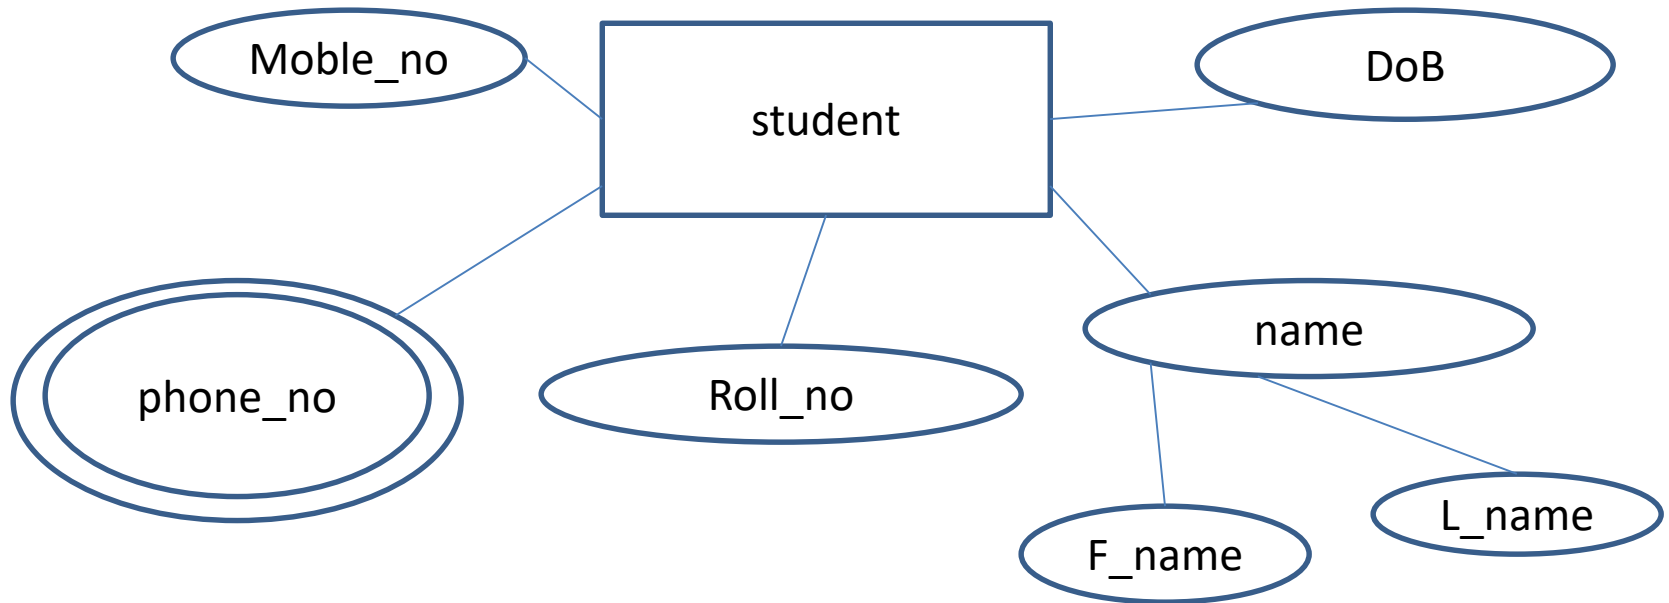 Moble_no
student
DoB
phone_no
Roll_no
name
F_name
L_name